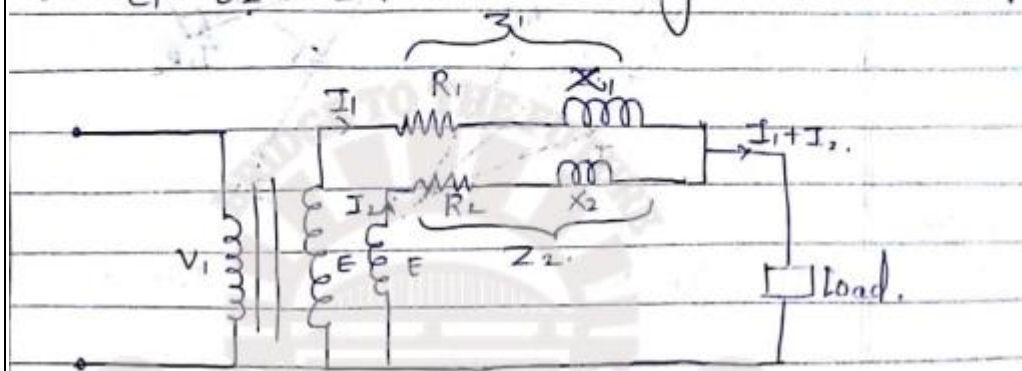 Z1
R1 X1
I1
I1+I2.
I2 R2 X2
V1 E E Z2. Load.